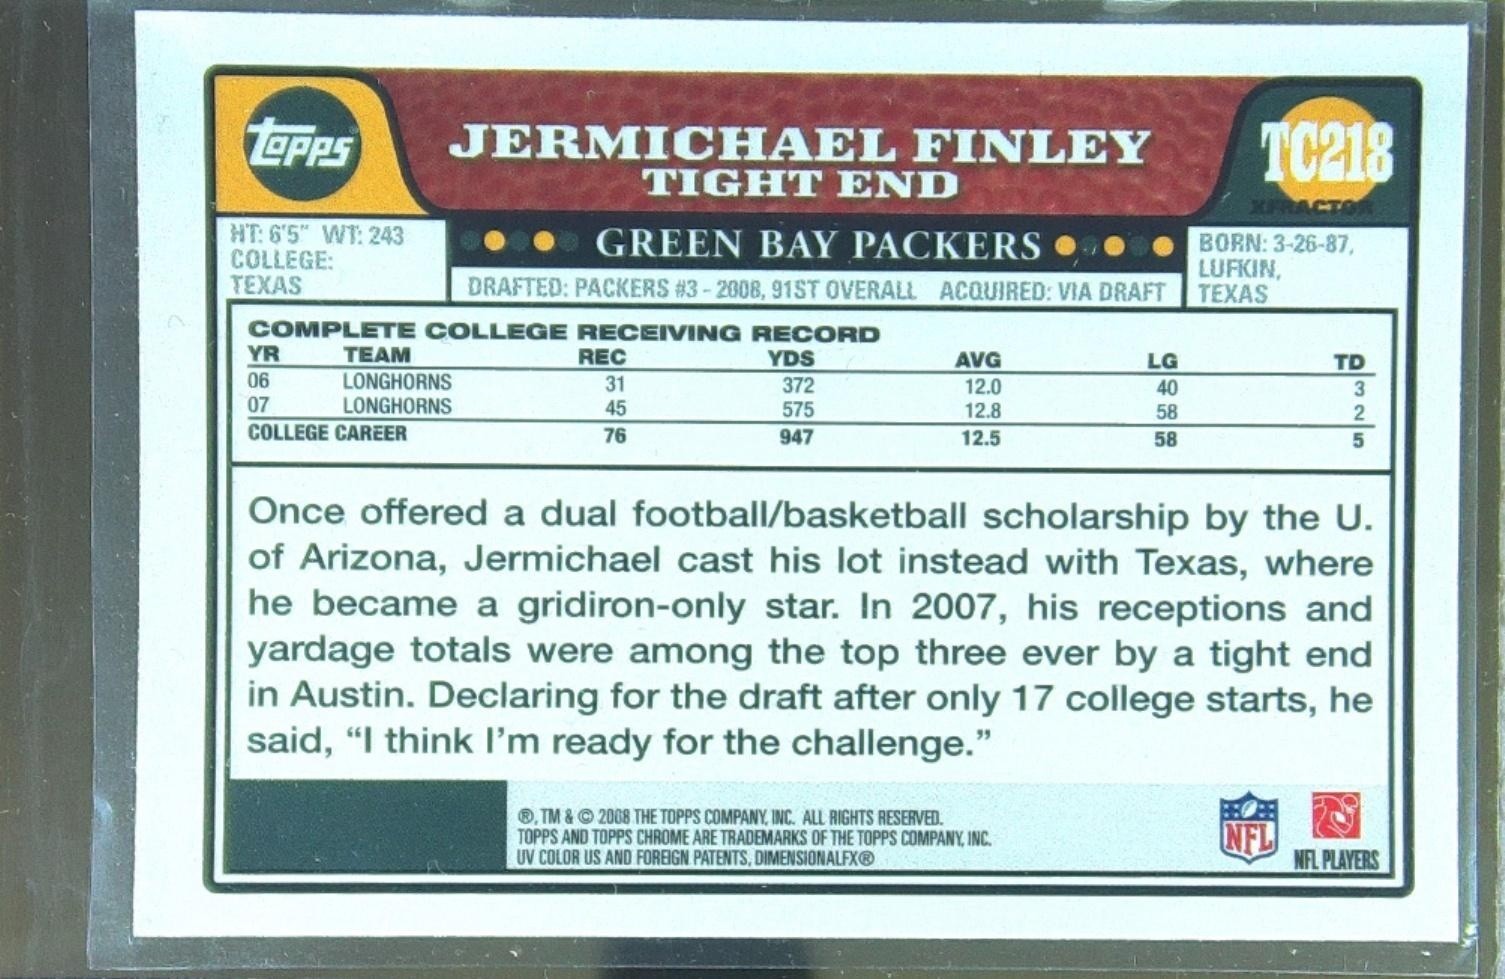 topps
JERMICHAEL FINLEY
TIGHT END
TC218
XFRACTOR
HT: 6'5" WT: 243
COLLEGE:
TEXAS
GREEN BAY PACKERS
DRAFTED: PACKERS #3 - 2008, 91ST OVERALL ACQUIRED: VIA DRAFT
BORN: 3-26-87,
LUFKIN,
TEXAS
COMPLETE COLLEGE RECEIVING RECORD
YR TEAM REC YDS AVG LG TD
06 LONGHORNS 31 372 12.0 40 3
07 LONGHORNS 45 575 12.8 58 2
COLLEGE CAREER 76 947 12.5 58 5
Once offered a dual football/basketball scholarship by the U.
of Arizona, Jermichael cast his lot instead with Texas, where
he became a gridiron-only star. In 2007, his receptions and
yardage totals were among the top three ever by a tight end
in Austin. Declaring for the draft after only 17 college starts, he
said, “I think I'm ready for the challenge.”
®, TM & © 2008 THE TOPPS COMPANY, INC. ALL RIGHTS RESERVED.
TOPPS AND TOPPS CHROME ARE TRADEMARKS OF THE TOPPS COMPANY, INC.
UV COLOR US AND FOREIGN PATENTS, DIMENSIONALFX®
NFL
NFL PLAYERS